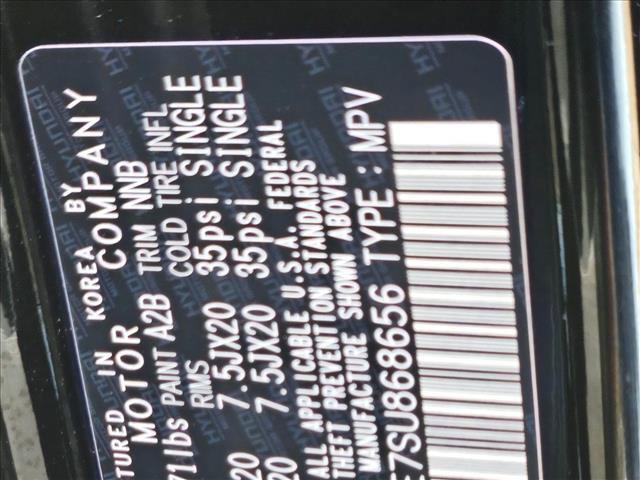 TURED IN KOREA BY
MOTOR COMPANY
71lbs PAINT A2B TRIM NNB
RIMS COLD TIRE INFL
20 7.5JX20 35psi SINGLE
20 7.5JX20 35psi SINGLE
ALL APPLICABLE U.S.A. FEDERAL
THEFT PREVENTION STANDARDS
MANUFACTURE SHOWN ABOVE
E7SU868656 TYPE : MPV